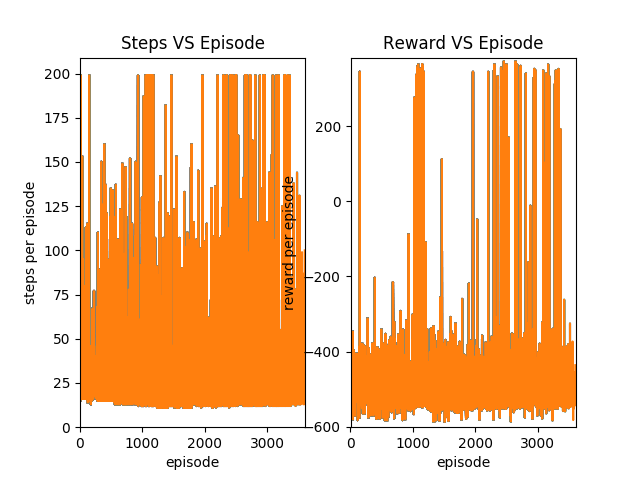 Steps VS Episode
200
175
150
125
100
75
50
25
0
steps per episode
0 1000 2000 3000
episode
Reward VS Episode
200
0
−200
−400
−600
reward per episode
0 1000 2000 3000
episode